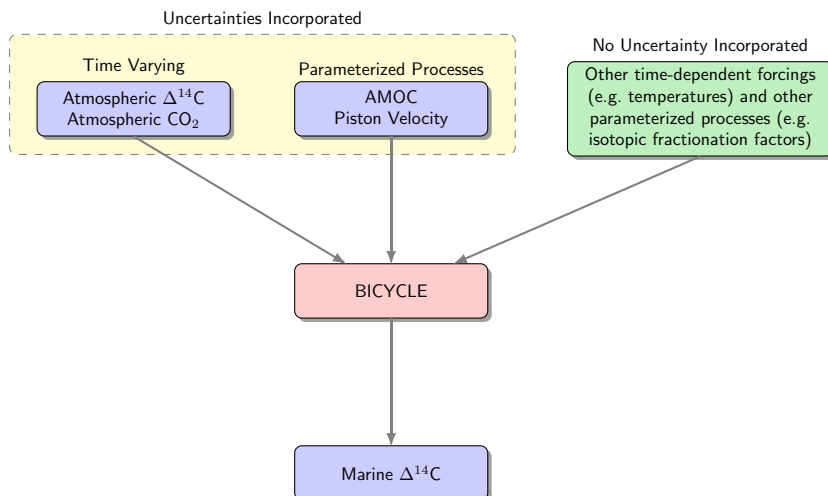 Uncertainties Incorporated
Time Varying
Atmospheric Δ¹⁴C
Atmospheric CO₂
Parameterized Processes
AMOC
Piston Velocity
No Uncertainty Incorporated
Other time-dependent forcings
(e.g. temperatures) and other
parameterized processes (e.g.
isotopic fractionation factors)
BICYCLE
Marine Δ¹⁴C